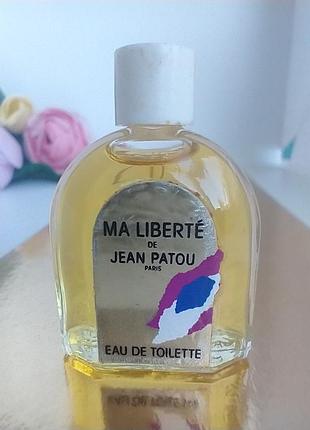 MA LIBERTÉ
DE
JEAN PATOU
PARIS
EAU DE TOILETTE